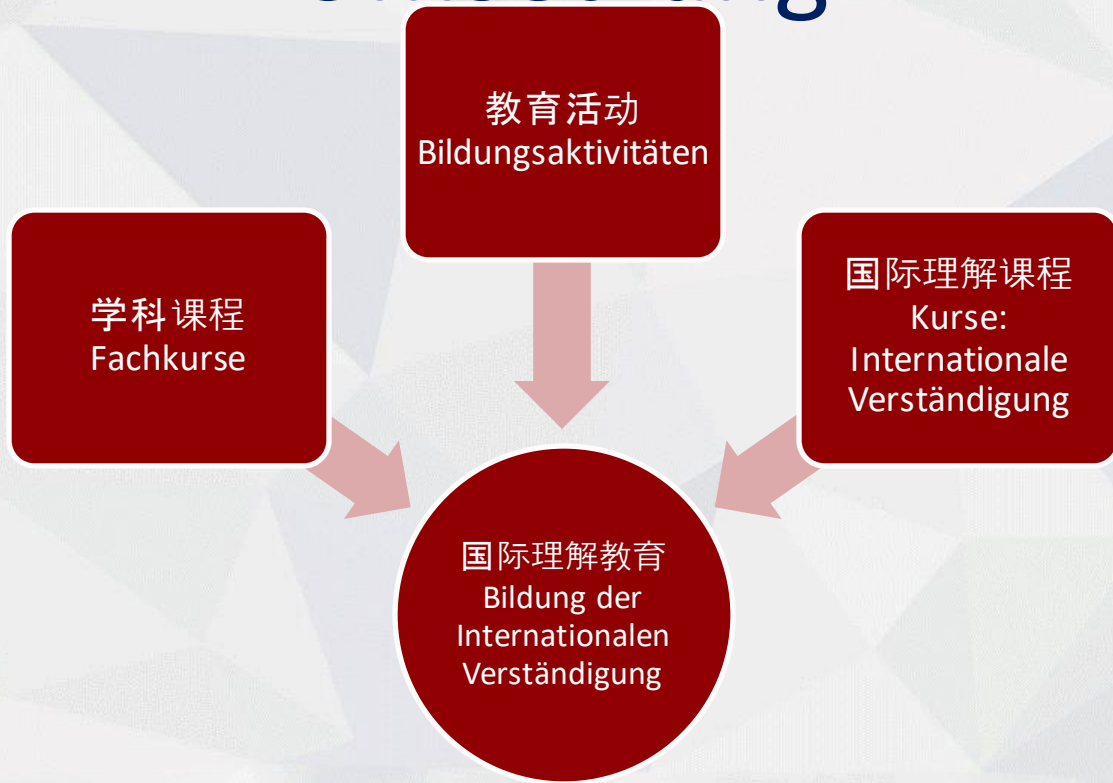 教育活动
Bildungsaktivitäten
学科课程
Fachkurse
国际理解课程
Kurse:
Internationale
Verständigung
国际理解教育
Bildung der
Internationalen
Verständigung